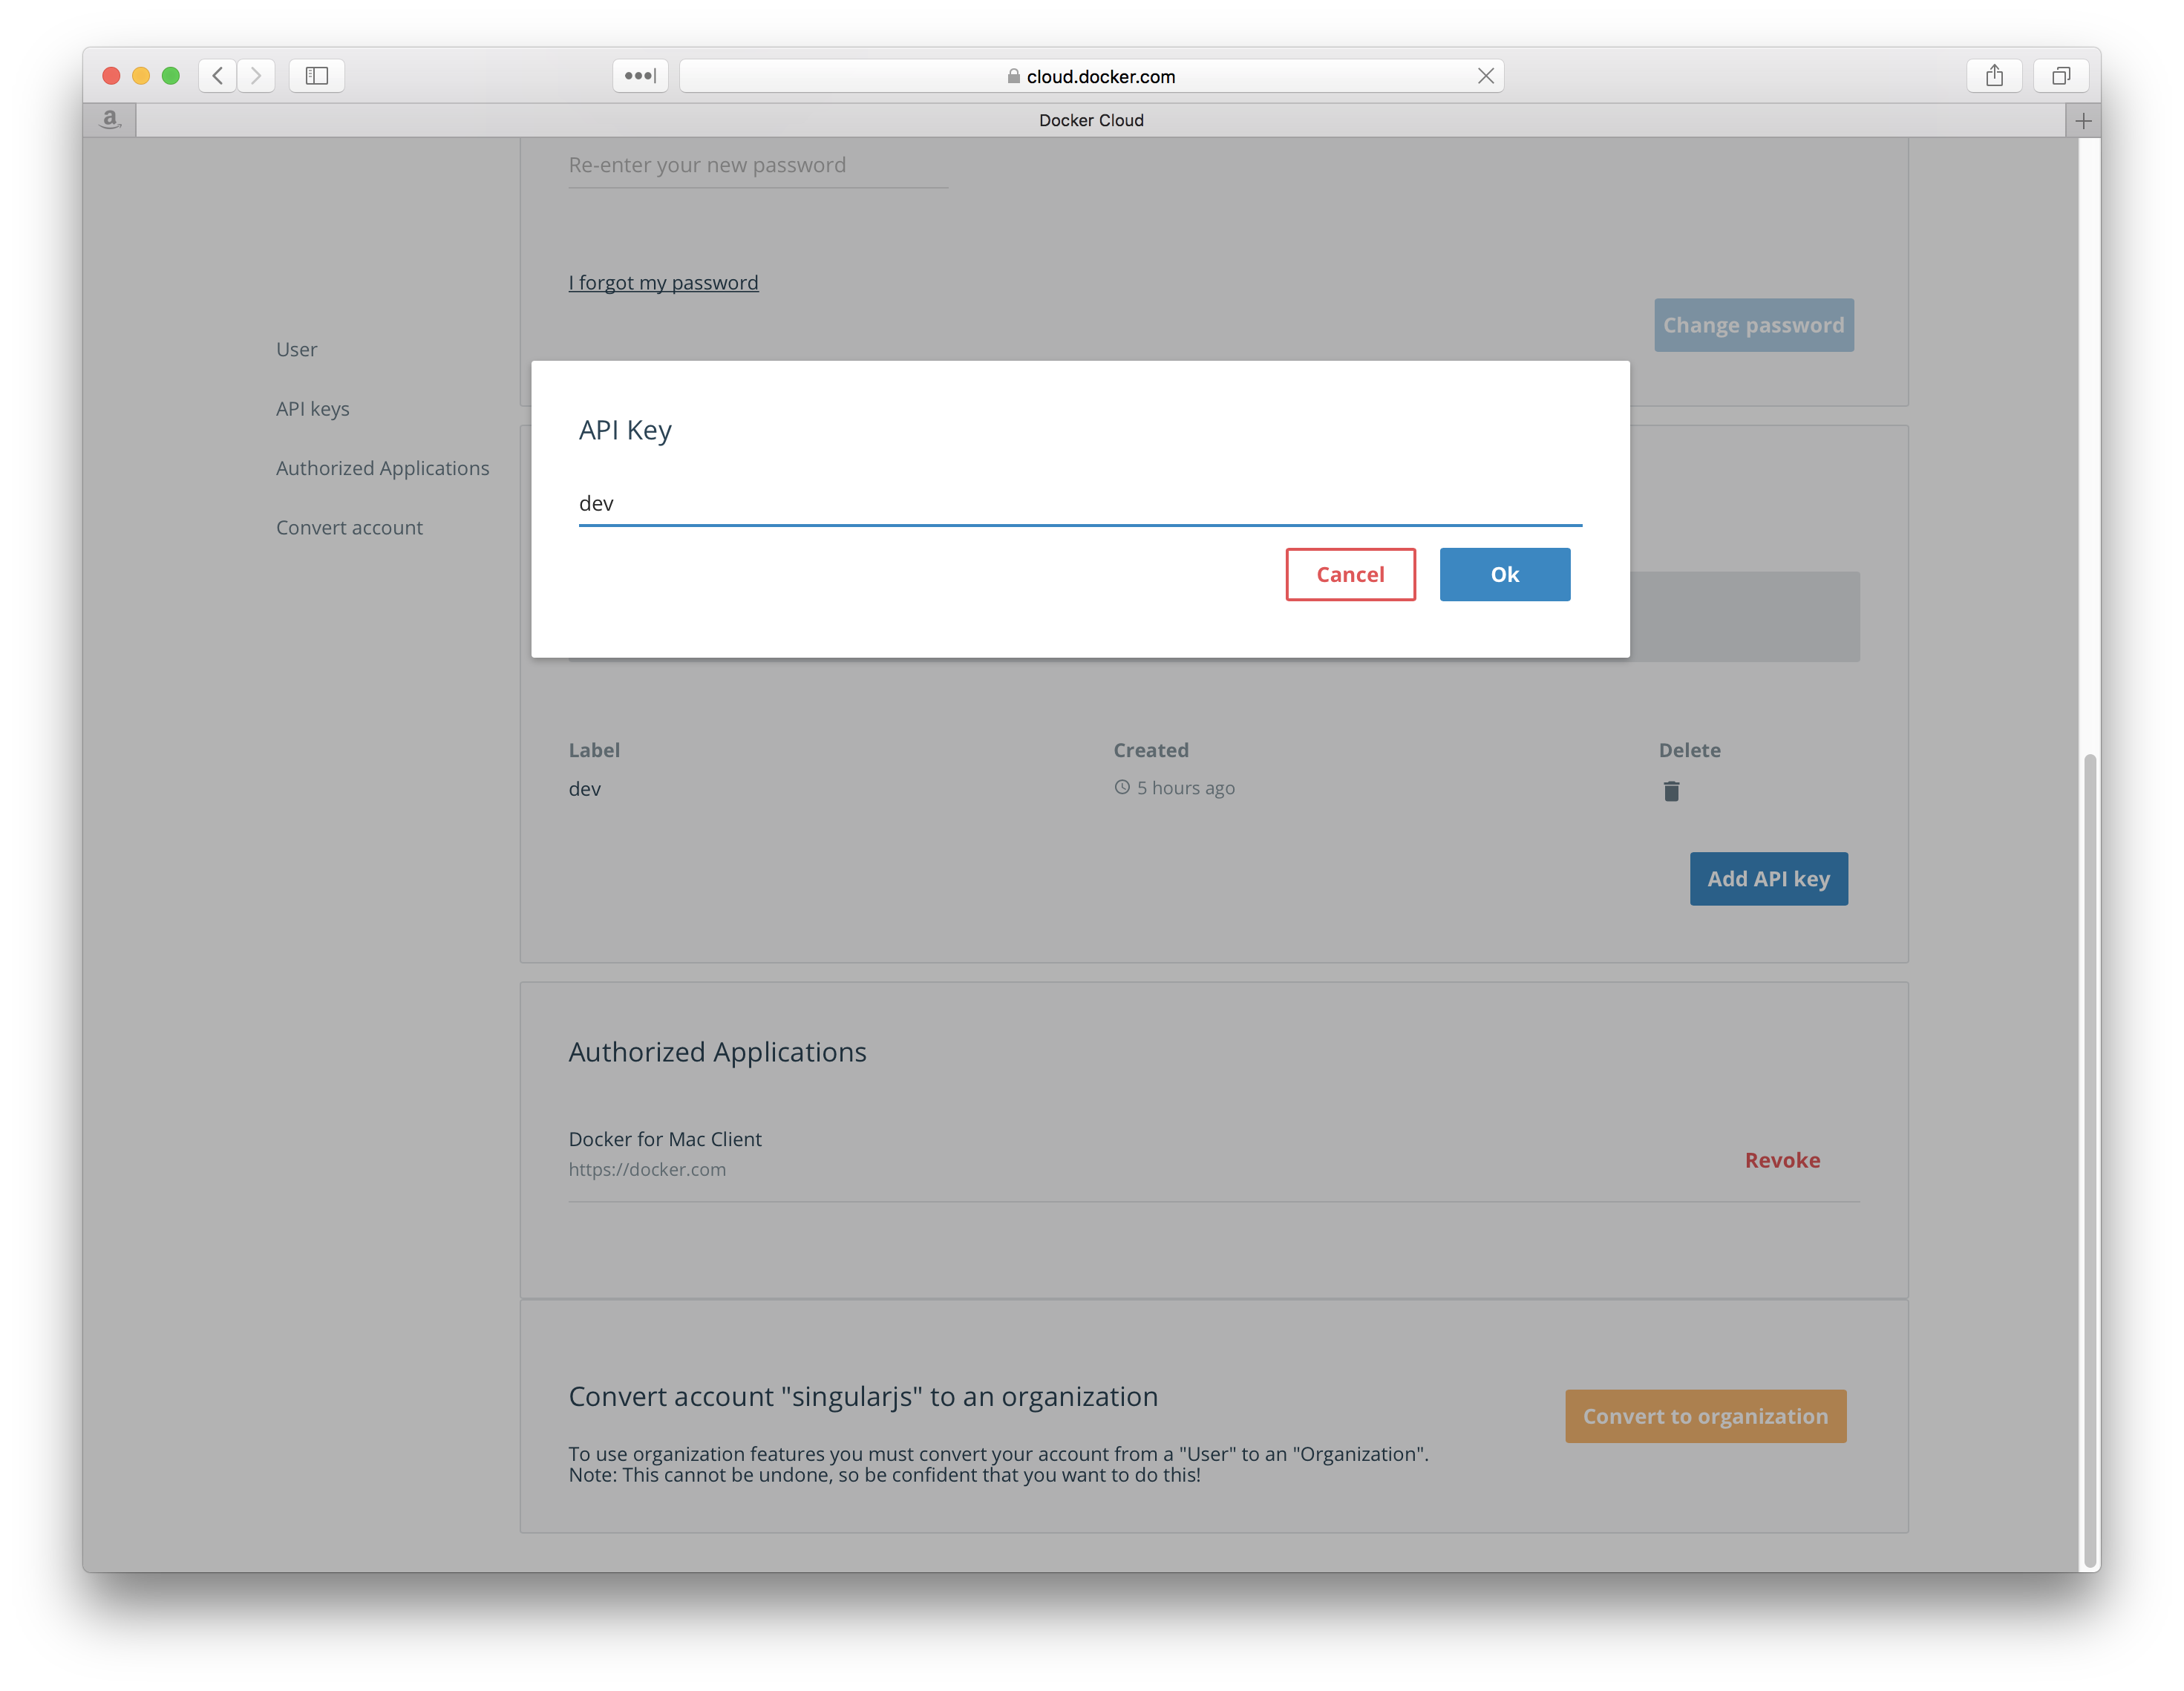 cloud.docker.com
Docker Cloud
Re-enter your new password
I forgot my password
Change password
User
API keys
Authorized Applications
Convert account
API Key
dev
Cancel
Ok
Label
Created
Delete
dev
5 hours ago
Add API key
Authorized Applications
Docker for Mac Client
https://docker.com
Revoke
Convert account "singularjs" to an organization
Convert to organization
To use organization features you must convert your account from a "User" to an "Organization".
Note: This cannot be undone, so be confident that you want to do this!